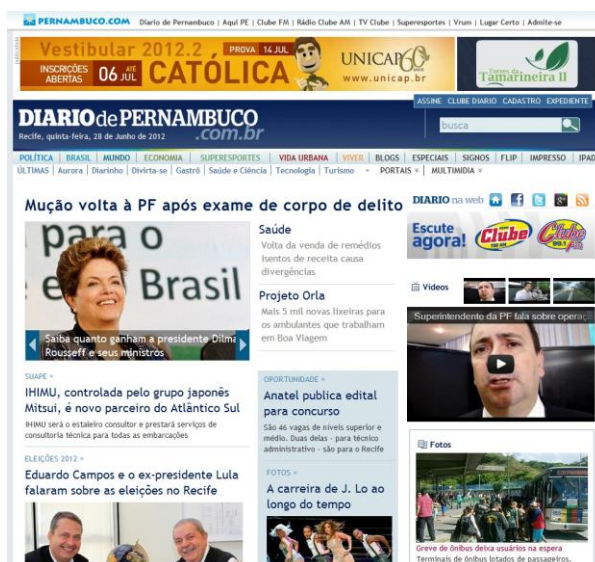 PERNAMBUCO.COM Diario de Pernambuco | Aqui PE | Clube FM | Rádio Clube AM | TV Clube | Superesportes | Vrum | Lugar Certo | Admite-se
Vestibular 2012.2
PROVA 14 JUL
INSCRIÇÕES ABERTAS 06 ATÉ JUL
CATÓLICA
UNICAP 60
www.unicap.br
Torres da
Tamarineira II
ASSINE CLUBE DIARIO CADASTRO EXPEDIENTE
DIARIO de PERNAMBUCO
.com.br
Recife, quinta-feira, 28 de Junho de 2012
busca
POLÍTICA | BRASIL | MUNDO | ECONOMIA | SUPERESPORTES | VIDA URBANA | VIVER | BLOGS | ESPECIAIS | SIGNOS | FLIP | IMPRESSO | IPAD
ÚLTIMAS | Aurora | Diarinho | Divirta-se | Gastrô | Saúde e Ciência | Tecnologia | Turismo PORTAIS | MULTIMIDIA
Mução volta à PF após exame de corpo de delito
DIARIO na web
para o
e Brasil
Saiba quanto ganham a presidente Dilma
Rousseff e seus ministros
Saúde
Volta da venda de remédios
isentos de receita causa
divergências
Projeto Orla
Mais 5 mil novas lixeiras para
os ambulantes que trabalham
em Boa Viagem
Escute
agora!
Clube
Clube
99.1
Vídeos
Superintendente da PF fala sobre operaç
SUAPE »
IHIMU, controlada pelo grupo japonês
Mitsui, é novo parceiro do Atlântico Sul
IHIMU será o estaleiro consultor e prestará serviços de
consultoria técnica para todas as embarcações
OPORTUNIDADE »
Anatel publica edital
para concurso
São 46 vagas de níveis superior e
médio. Duas delas - para técnico
administrativo - são para o Recife
ELEIÇÕES 2012 »
Eduardo Campos e o ex-presidente Lula
falaram sobre as eleições no Recife
FOTOS »
A carreira de J. Lo ao
longo do tempo
Fotos
Greve de ônibus deixa usuários na espera
Terminais de ônibus lotados de passageiros.